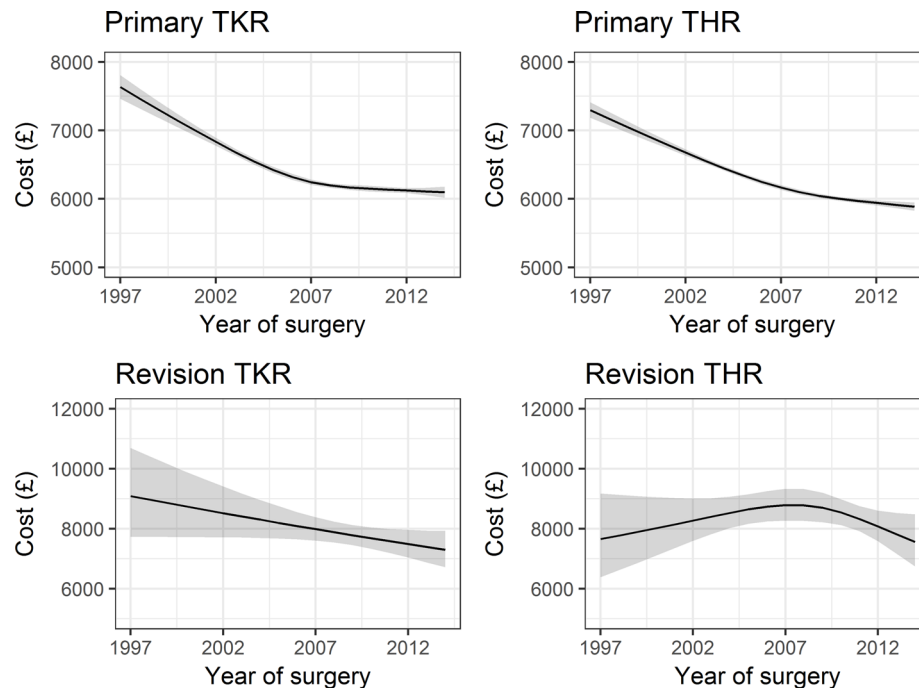 Primary TKR
8000
7000
6000
5000
Cost (£)
1997 2002 2007 2012
Year of surgery
Primary THR
8000
7000
6000
5000
Cost (£)
1997 2002 2007 2012
Year of surgery
Revision TKR
12000
10000
8000
6000
Cost (£)
1997 2002 2007 2012
Year of surgery
Revision THR
12000
10000
8000
6000
Cost (£)
1997 2002 2007 2012
Year of surgery